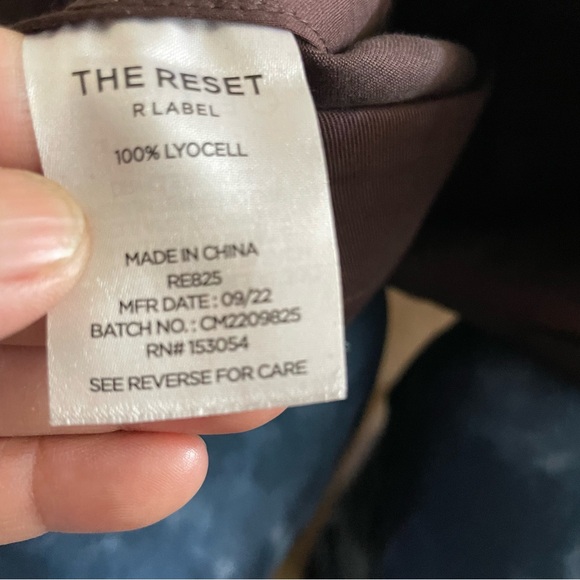 THE RESET
R LABEL
100% LYOCELL
MADE IN CHINA
RE825
MFR DATE : 09/22
BATCH NO. : CM2209825
RN# 153054
SEE REVERSE FOR CARE